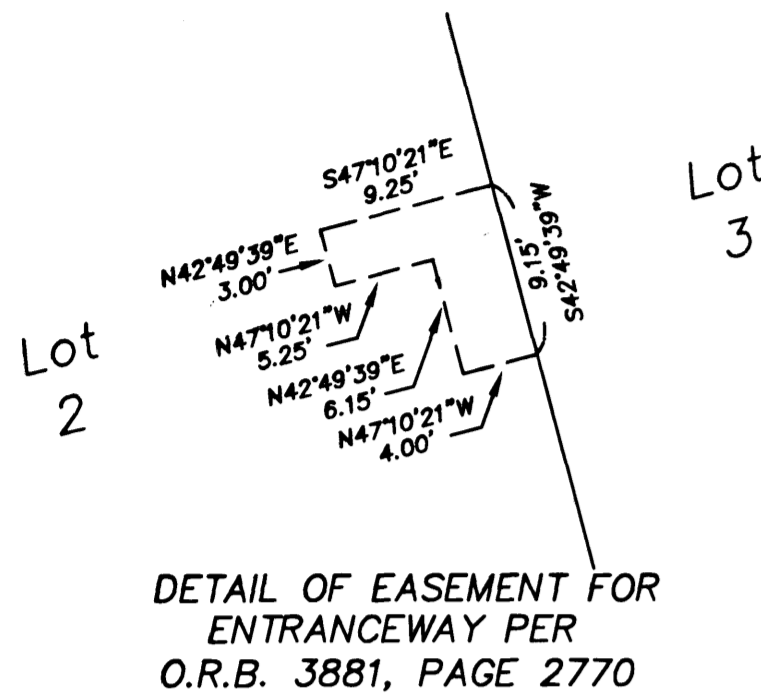 S47°10'21"E
9.25'
Lot
3
N42°49'39"E
3.00'
9.15'
S42°49'39"W
N47°10'21"W
5.25'
Lot
2
N42°49'39"E
6.15'
N47°10'21"W
4.00'
DETAIL OF EASEMENT FOR
ENTRANCEWAY PER
O.R.B. 3881, PAGE 2770